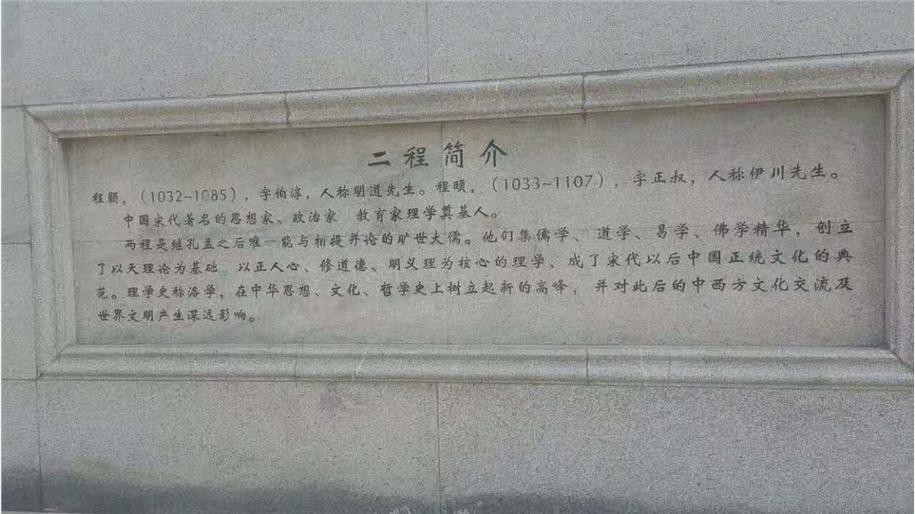 二程简介
程颢，（1032~1085），字伯淳，人称明道先生。程颐，（1033~1107），字正叔，人称伊川先生。
中国宋代著名的思想家、政治家 教育家理学奠基人。
两程是继孔孟之后唯一能与相提并论的旷世大儒。他们集儒学、道学、易学、佛学精华，创立
了以天理论为基础 以正人心、修道德、明义理为核心的理学，成了宋代以后中国正统文化的典
范。理学史称洛学，在中华思想、文化、哲学史上树立起新的高峰，并对此后的中西方文化交流及
世界文明产生深远影响。